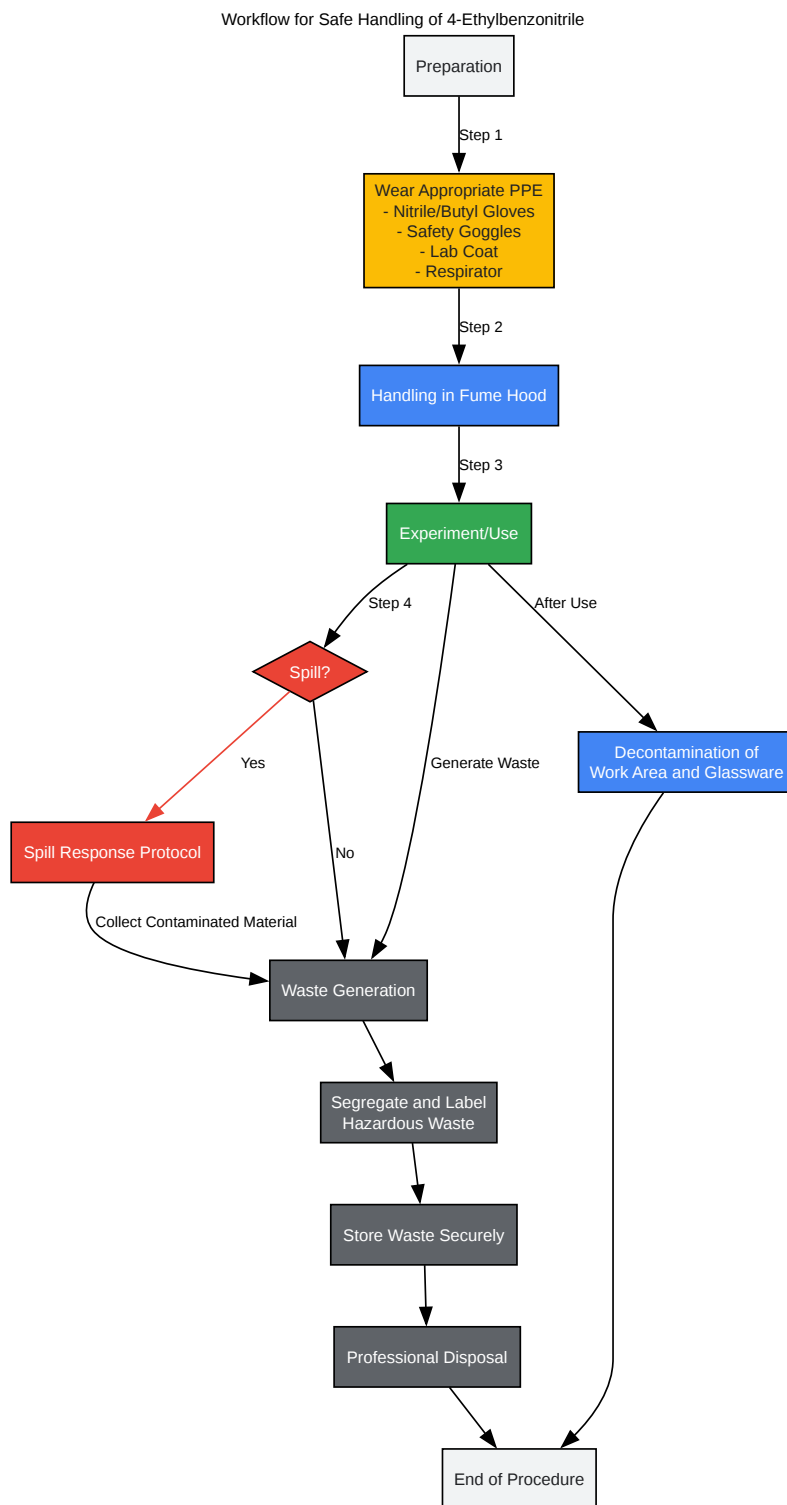 Workflow for Safe Handling of 4-Ethylbenzonitrile
Preparation
Step 1
Wear Appropriate PPE
- Nitrile/Butyl Gloves
- Safety Goggles
- Lab Coat
- Respirator
Step 2
Handling in Fume Hood
Step 3
Experiment/Use
Step 4
After Use
Spill?
Yes
Generate Waste
Decontamination of
Work Area and Glassware
Spill Response Protocol
No
Collect Contaminated Material
Waste Generation
Segregate and Label
Hazardous Waste
Store Waste Securely
Professional Disposal
End of Procedure